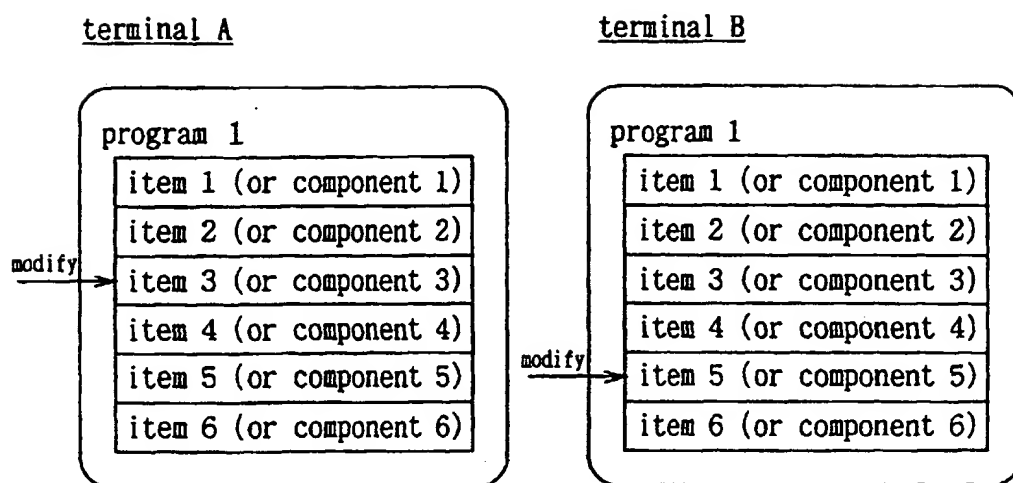 terminal A
program 1
item 1 (or component 1)
item 2 (or component 2)
modify
item 3 (or component 3)
item 4 (or component 4)
item 5 (or component 5)
item 6 (or component 6)
terminal B
program 1
item 1 (or component 1)
item 2 (or component 2)
item 3 (or component 3)
item 4 (or component 4)
modify
item 5 (or component 5)
item 6 (or component 6)